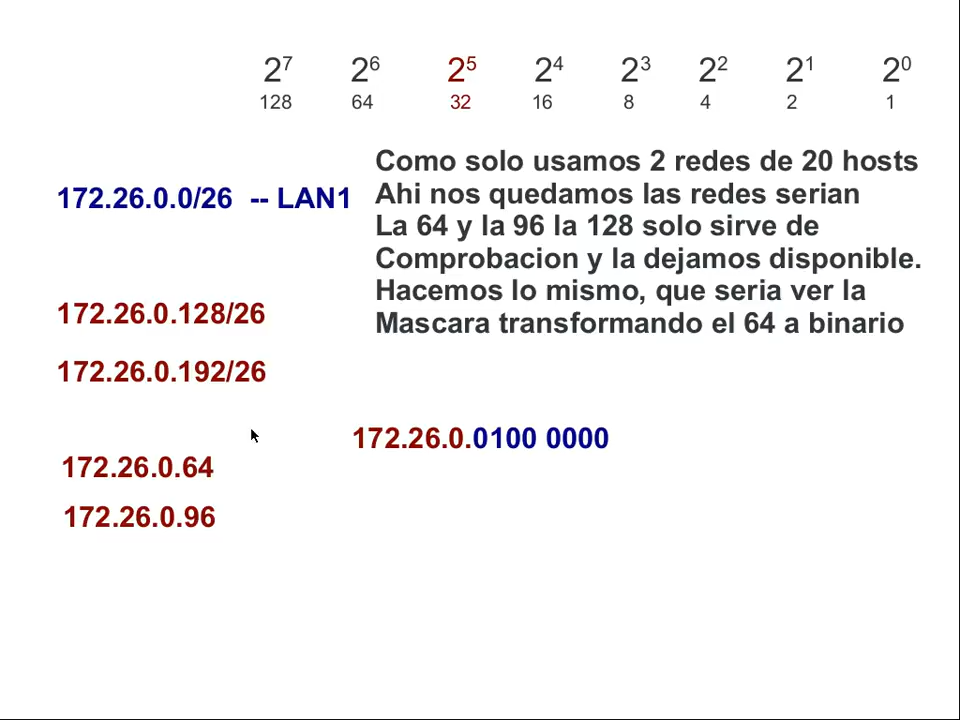 2⁷ 2⁶ 2⁵ 2⁴ 2³ 2² 2¹ 2⁰
128 64 32 16 8 4 2 1
Como solo usamos 2 redes de 20 hosts
172.26.0.0/26 -- LAN1
Ahi nos quedamos las redes serian
La 64 y la 96 la 128 solo sirve de
Comprobacion y la dejamos disponible.
Hacemos lo mismo, que seria ver la
172.26.0.128/26
Mascara transformando el 64 a binario
172.26.0.192/26
172.26.0.0100 0000
172.26.0.64
172.26.0.96